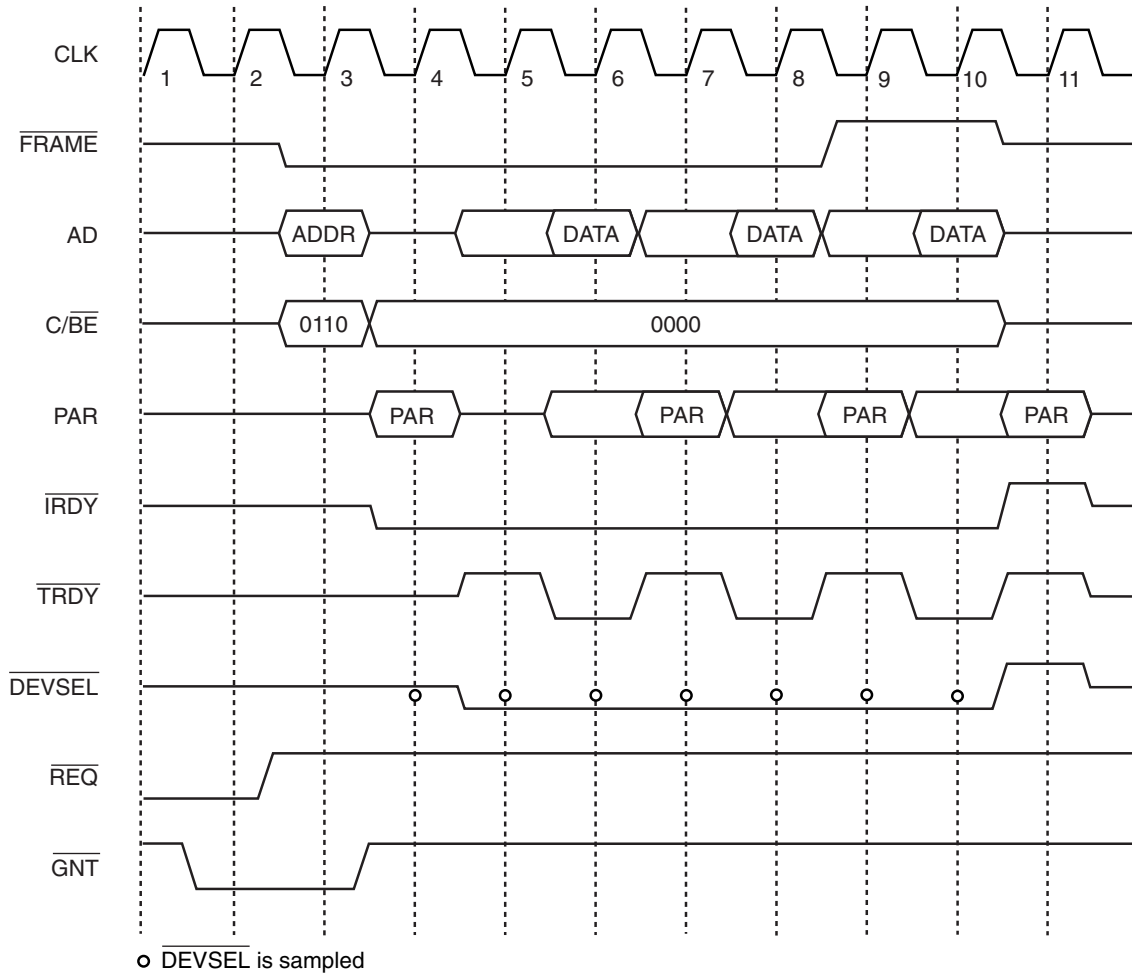 CLK
1 2 3 4 5 6 7 8 9 10 11
FRAME
AD
ADDR DATA DATA DATA
C/BE
0110 0000
PAR
PAR PAR PAR PAR
IRDY
TRDY
DEVSEL
REQ
GNT
DEVSEL is sampled